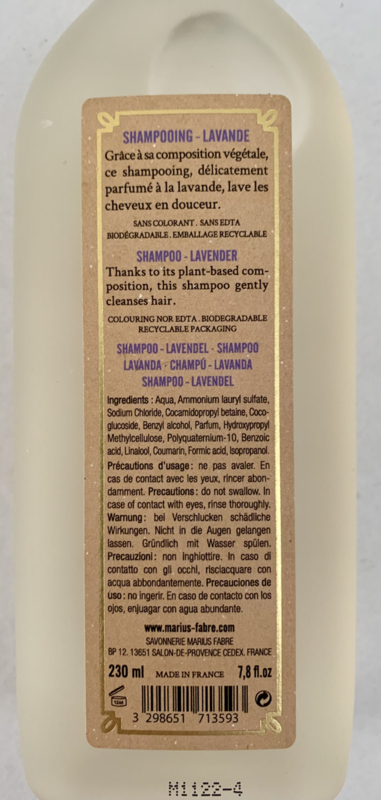 SHAMPOOING - LAVANDE
Grâce à sa composition végétale,
ce shampooing, délicatement
parfumé à la lavande, lave les
cheveux en douceur.
SANS COLORANT . SANS EDTA
BIODÉGRADABLE . EMBALLAGE RECYCLABLE
SHAMPOO - LAVENDER
Thanks to its plant-based com-
position, this shampoo gently
cleanses hair.
COLOURING NOR EDTA . BIODEGRADABLE
RECYCLABLE PACKAGING
SHAMPOO - LAVENDEL · SHAMPOO
LAVANDA · CHAMPÚ - LAVANDA
SHAMPOO - LAVENDEL
Ingredients : Aqua, Ammonium lauryl sulfate,
Sodium Chloride, Cocamidopropyl betaine, Coco-
glucoside, Benzyl alcohol, Parfum, Hydroxypropyl
Methylcellulose, Polyquaternium-10, Benzoic
acid, Linalool, Coumarin, Formic acid, Isopropanol.
Précautions d'usage : ne pas avaler. En
cas de contact avec les yeux, rincer abon-
damment. Precautions : do not swallow. In
case of contact with eyes, rinse thoroughly.
Warnung : bei Verschlucken schädliche
Wirkungen. Nicht in die Augen gelangen
lassen. Gründlich mit Wasser spülen.
Precauzioni : non inghiottire. In caso di
contatto con gli occhi, risciacquare con
acqua abbondantemente. Precauciones de
uso : no ingerir. En caso de contacto con los
ojos, enjuagar con agua abundante.
www.marius-fabre.com
SAVONNERIE MARIUS FABRE
BP 12. 13651 SALON-DE-PROVENCE CEDEX. FRANCE
230 ml MADE IN FRANCE 7,8 fl.oz
12M
3 298651 713593
M1122-4